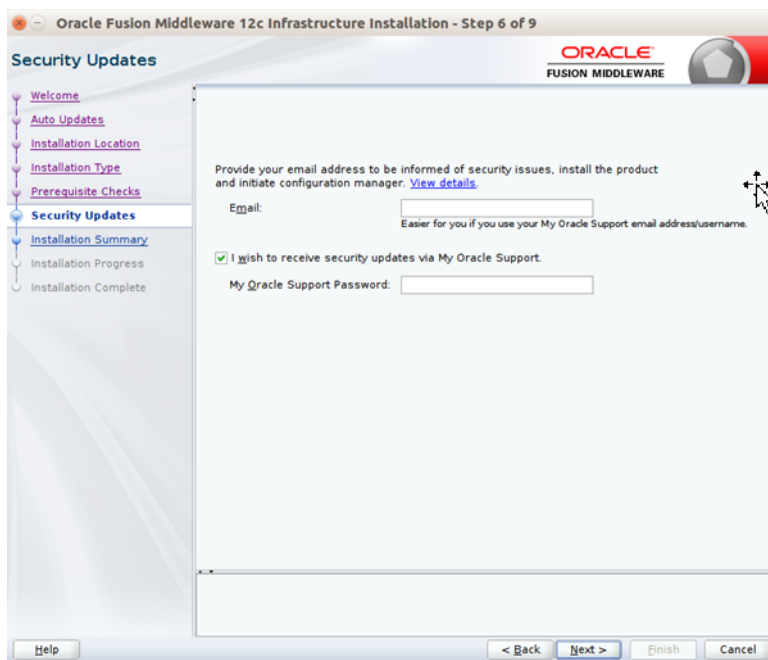 Oracle Fusion Middleware 12c Infrastructure Installation - Step 6 of 9
Security Updates
ORACLE
FUSION MIDDLEWARE
Welcome
Auto Updates
Installation Location
Installation Type
Prerequisite Checks
Security Updates
Installation Summary
Installation Progress
Installation Complete
Provide your email address to be informed of security issues, install the product
and initiate configuration manager. View details.
Email:
Easier for you if you use your My Oracle Support email address/username.
I wish to receive security updates via My Oracle Support.
My Oracle Support Password:
Help
< Back
Next >
Finish
Cancel